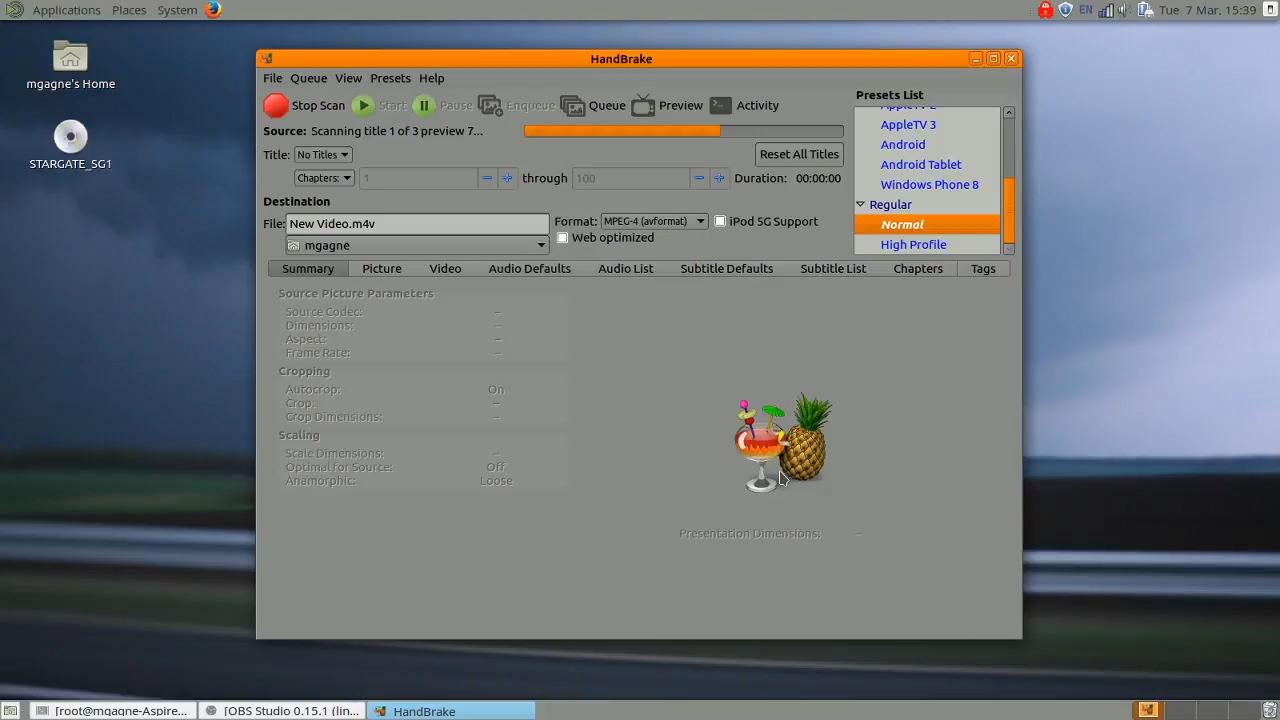 Applications Places System EN Tue 7 Mar, 15:39
mgagne's Home
STARGATE_SG1
HandBrake
File Queue View Presets Help
Stop Scan Start Pause Enqueue Queue Preview Activity
Source: Scanning title 1 of 3 preview 7...
Title: No Titles Reset All Titles
Chapters: 1 through 100 Duration: 00:00:00
Destination
File: New Video.m4v Format: MPEG-4 (avformat) iPod 5G Support
mgagne Web optimized
Presets List
AppleTV 2
AppleTV 3
Android
Android Tablet
Windows Phone 8
Regular
Normal
High Profile
Summary Picture Video Audio Defaults Audio List Subtitle Defaults Subtitle List Chapters Tags
Source Picture Parameters
Source Codec: –
Dimensions: –
Aspect: –
Frame Rate: –
Cropping
Autocrop: On
Crop: –
Crop Dimensions: –
Scaling
Scale Dimensions: –
Optimal for Source: Off
Anamorphic: Loose
Presentation Dimensions: –
[root@mgagne-Aspire... [OBS Studio 0.15.1 (lin... HandBrake